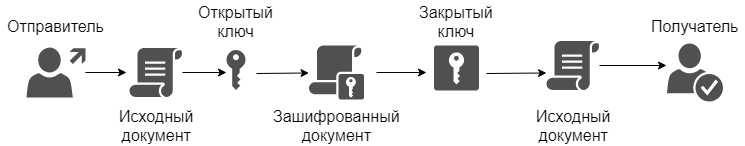 Отправитель
Исходный
документ
Открытый
ключ
Зашифрованный
документ
Закрытый
ключ
Исходный
документ
Получатель